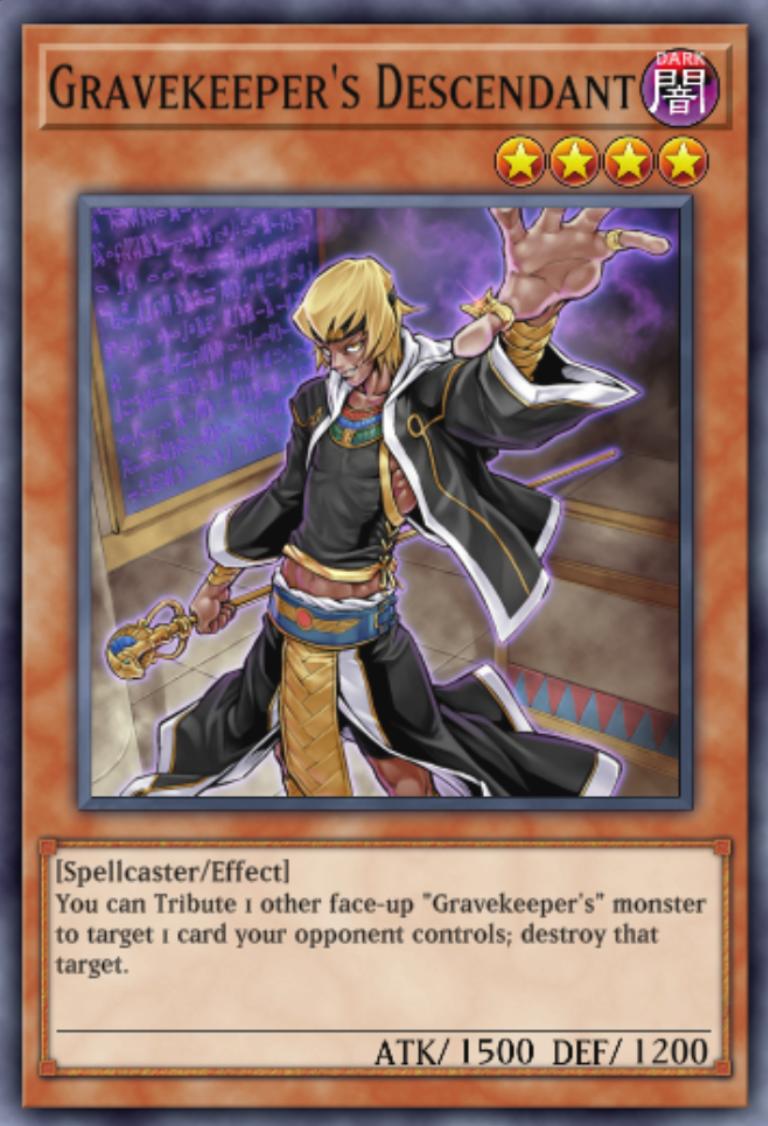 GRAVEKEEPER'S DESCENDANT
DARK
闇
[Spellcaster/Effect]
You can Tribute 1 other face-up "Gravekeeper's" monster
to target 1 card your opponent controls; destroy that
target.
ATK/ 1500 DEF/ 1200